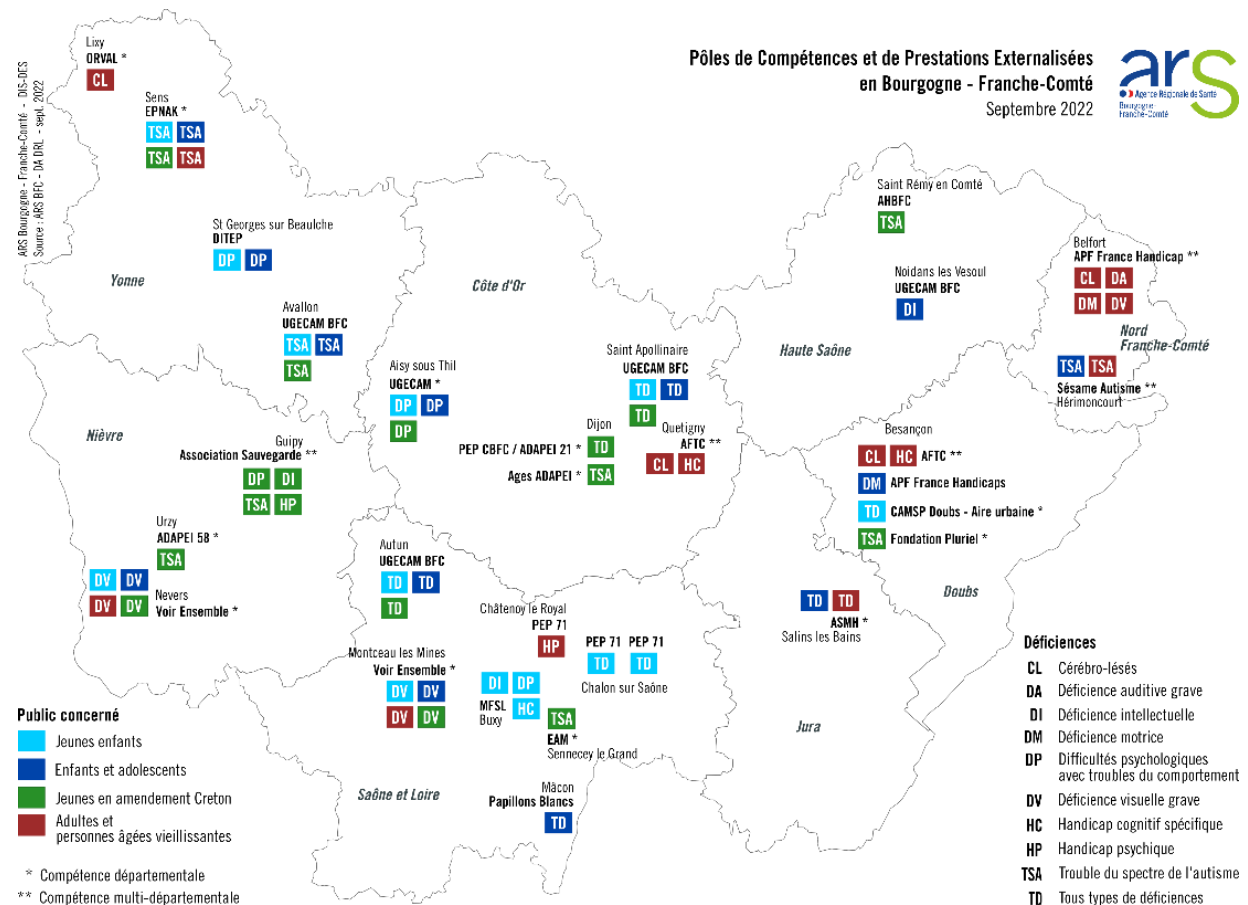 Pôles de Compétences et de Prestations Externalisées
en Bourgogne - Franche-Comté
Septembre 2022
ars
Agence Régionale de Santé
Bourgogne-
Franche-Comté
ARS Bourgogne - Franche-Comté - DIS-DES
Source : ARS BFC - DA DRL - sept. 2022
Lixy
ORVAL *
CL
Sens
EPNAK *
TSA TSA
TSA TSA
St Georges sur Beaulche
DITEP
DP DP
Yonne
Avallon
UGECAM BFC
TSA TSA
TSA
Côte d'Or
Aisy sous Thil
UGECAM *
DP DP
DP
Saint Apollinaire
UGECAM BFC
TD TD
TD
Dijon
PEP CBFC / ADAPEI 21 * TD
Ages ADAPEI * TSA
Quetigny
AFTC **
CL HC
Saint Rémy en Comté
AHBFC
TSA
Noidans les Vesoul
UGECAM BFC
DI
Haute Saône
Belfort
APF France Handicap **
CL DA
DM DV
Nord
Franche-Comté
TSA TSA
Sésame Autisme **
Hérimoncourt
Besançon
CL HC AFTC **
DM APF France Handicaps
TD CAMSP Doubs - Aire urbaine *
TSA Fondation Pluriel *
Doubs
Nièvre
Guipy
Association Sauvegarde **
DP DI
TSA HP
Urzy
ADAPEI 58 *
TSA
DV DV
DV DV
Nevers
Voir Ensemble *
Autun
UGECAM BFC
TD TD
TD
Montceau les Mines
Voir Ensemble *
DV DV
DV DV
Châtenoy le Royal
PEP 71
HP
PEP 71 PEP 71
TD TD
Chalon sur Saône
DI DP
MFSL HC
Buxy
TSA
EAM *
Sennecey le Grand
Mâcon
Papillons Blancs
TD
Saône et Loire
TD TD
ASMH *
Salins les Bains
Jura
Public concerné
Jeunes enfants
Enfants et adolescents
Jeunes en amendement Creton
Adultes et
personnes âgées vieillissantes
* Compétence départementale
** Compétence multi-départementale
Déficiences
CL Cérébro-lésés
DA Déficience auditive grave
DI Déficience intellectuelle
DM Déficience motrice
DP Difficultés psychologiques
avec troubles du comportement
DV Déficience visuelle grave
HC Handicap cognitif spécifique
HP Handicap psychique
TSA Trouble du spectre de l'autisme
TD Tous types de déficiences